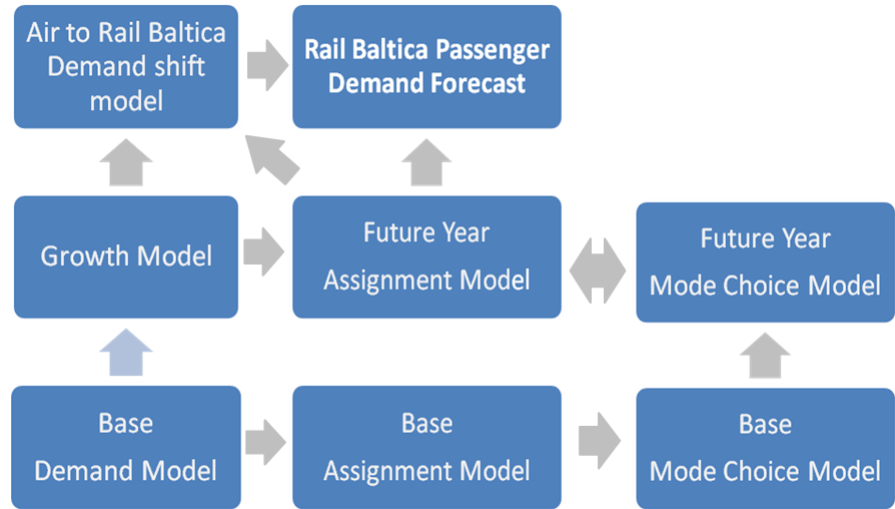 Air to Rail Baltica
Demand shift
model
Rail Baltica Passenger
Demand Forecast
Growth Model
Future Year
Assignment Model
Future Year
Mode Choice Model
Base
Demand Model
Base
Assignment Model
Base
Mode Choice Model